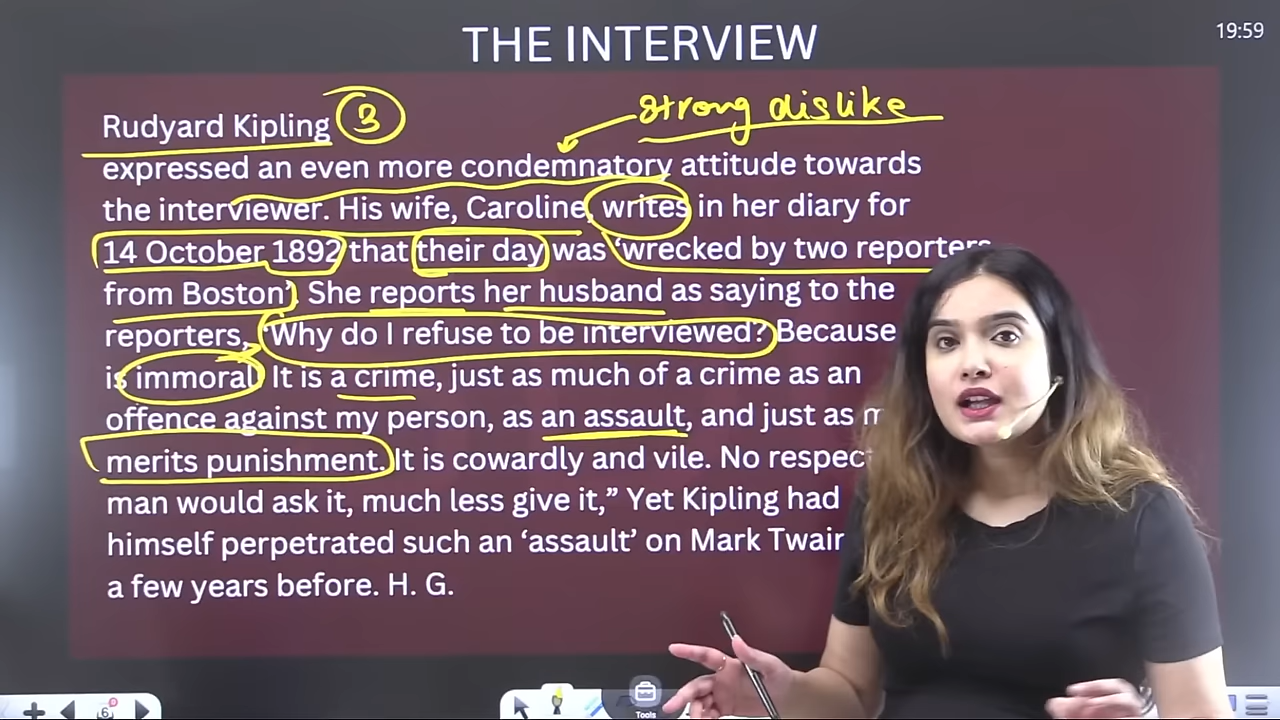 THE INTERVIEW
19:59
Rudyard Kipling 3
strong dislike
expressed an even more condemnatory attitude towards
the interviewer. His wife, Caroline, writes in her diary for
14 October 1892 that their day was ‘wrecked by two reporters
from Boston’. She reports her husband as saying to the
reporters, “Why do I refuse to be interviewed? Because
is immoral! It is a crime, just as much of a crime as an
offence against my person, as an assault, and just as
merits punishment. It is cowardly and vile. No
man would ask it, much less give it,” Yet Kipling had
himself perpetrated such an ‘assault’ on Mark Twain
a few years before. H. G.
6
Tools